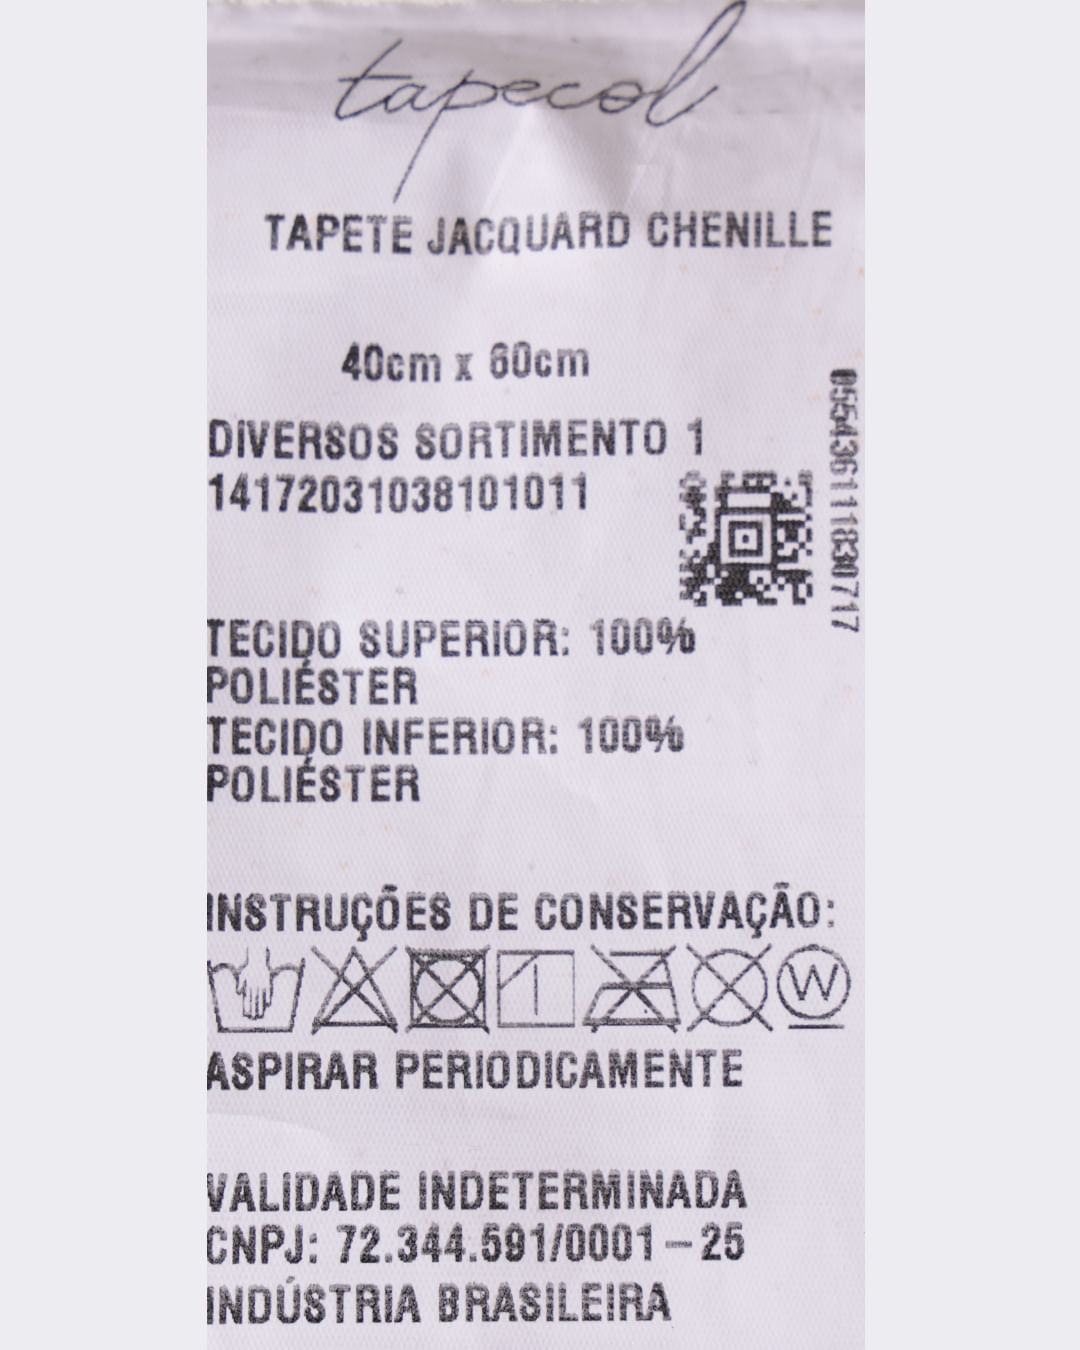 tapecol
TAPETE JACQUARD CHENILLE
40cm x 60cm
DIVERSOS SORTIMENTO 1
14172031038101011
TECIDO SUPERIOR: 100%
POLIÉSTER
TECIDO INFERIOR: 100%
POLIÉSTER
INSTRUÇÕES DE CONSERVAÇÃO:
W
ASPIRAR PERIODICAMENTE
VALIDADE INDETERMINADA
CNPJ: 72.344.591/0001-25
INDÚSTRIA BRASILEIRA